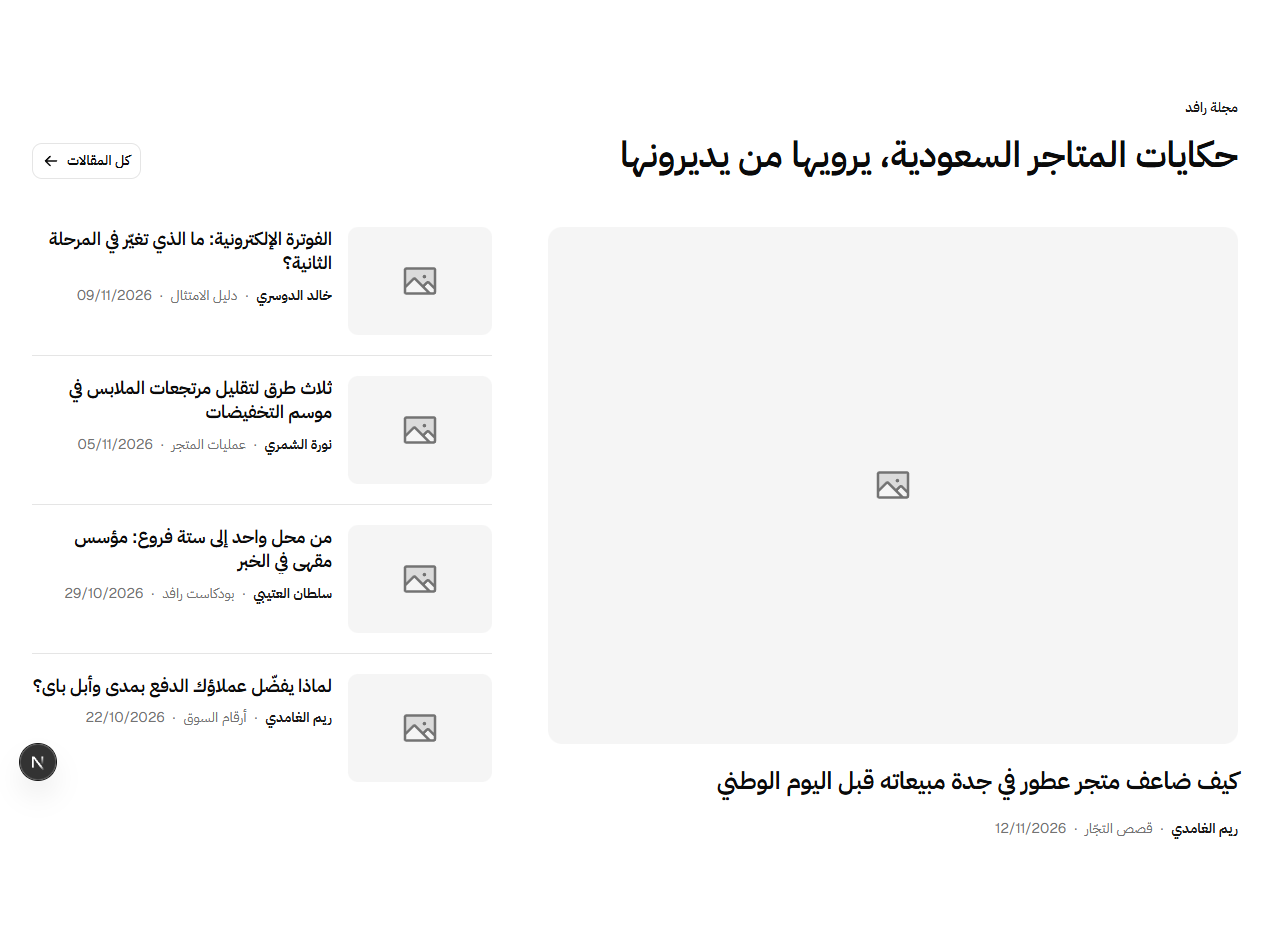 مجلة رافد
حكايات المتاجر السعودية، يرويها من يديرونها
كل المقالات
كيف ضاعف متجر عطور في جدة مبيعاته قبل اليوم الوطني
ريم الغامدي · قصص التجّار · 12/11/2026
الفوترة الإلكترونية: ما الذي تغيّر في المرحلة
الثانية؟
خالد الدوسري · دليل الامتثال · 09/11/2026
ثلاث طرق لتقليل مرتجعات الملابس في
موسم التخفيضات
نورة الشمري · عمليات المتجر · 05/11/2026
من محل واحد إلى ستة فروع: مؤسس
مقهى في الخبر
سلطان العتيبي · بودكاست رافد · 29/10/2026
لماذا يفضّل عملاؤك الدفع بمدى وأبل باي؟
ريم الغامدي · أرقام السوق · 22/10/2026
N